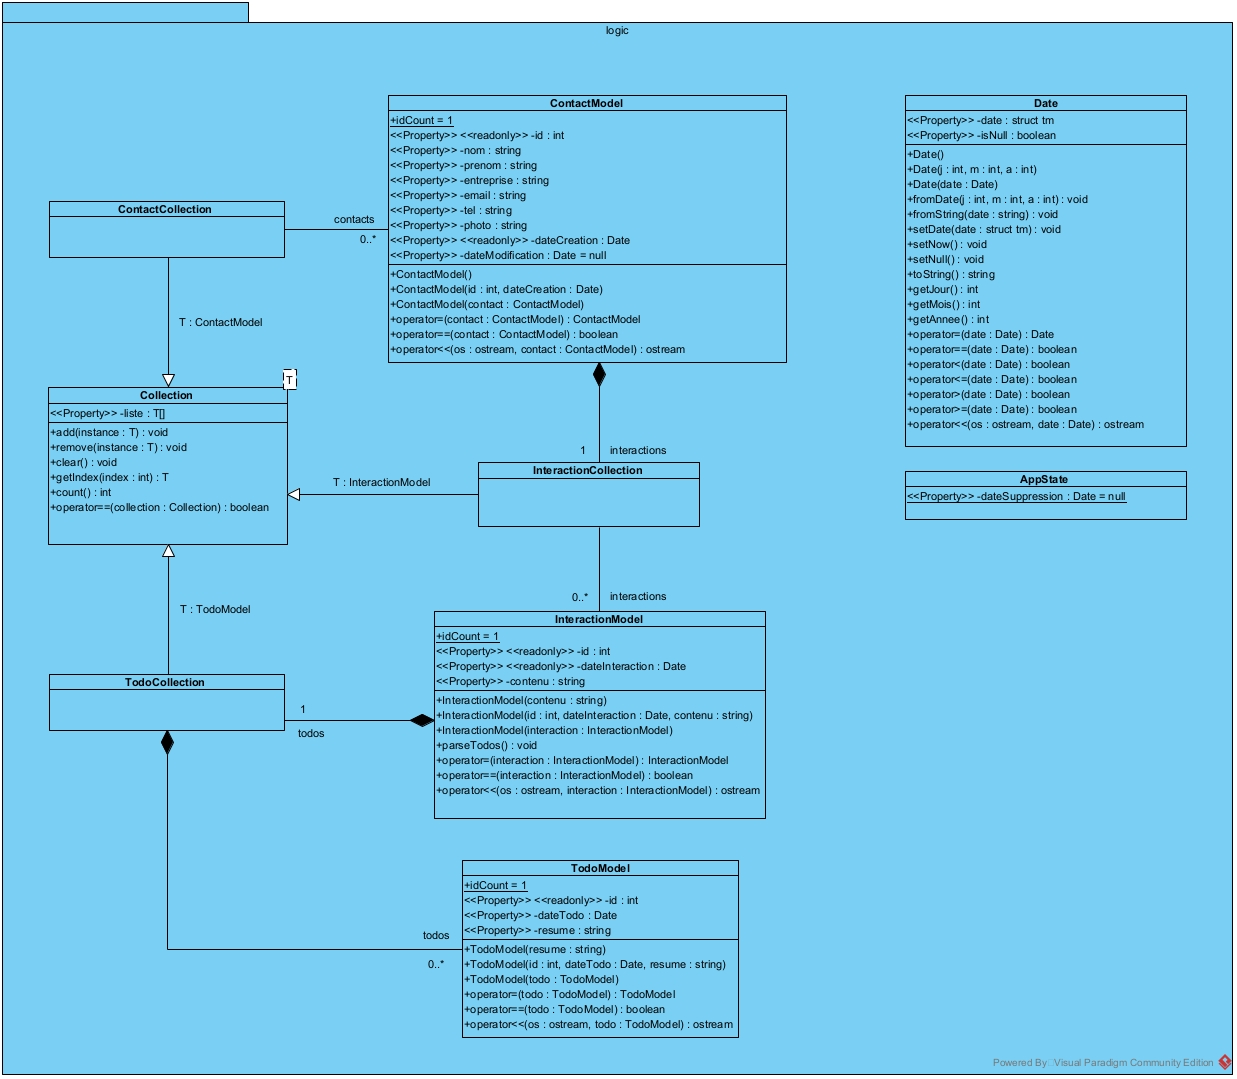 logic
ContactModel
+idCount = 1
<<Property>> <<readonly>> -id : int
<<Property>> -nom : string
<<Property>> -prenom : string
<<Property>> -entreprise : string
<<Property>> -email : string
<<Property>> -tel : string
<<Property>> -photo : string
<<Property>> <<readonly>> -dateCreation : Date
<<Property>> -dateModification : Date = null
+ContactModel()
+ContactModel(id : int, dateCreation : Date)
+ContactModel(contact : ContactModel)
+operator=(contact : ContactModel) : ContactModel
+operator==(contact : ContactModel) : boolean
+operator<<(os : ostream, contact : ContactModel) : ostream
Date
<<Property>> -date : struct tm
<<Property>> -isNull : boolean
+Date()
+Date(j : int, m : int, a : int)
+Date(date : Date)
+fromDate(j : int, m : int, a : int) : void
+fromString(date : string) : void
+setDate(date : struct tm) : void
+setNow() : void
+setNull() : void
+toString() : string
+getJour() : int
+getMois() : int
+getAnnee() : int
+operator=(date : Date) : Date
+operator==(date : Date) : boolean
+operator<(date : Date) : boolean
+operator<=(date : Date) : boolean
+operator>(date : Date) : boolean
+operator>=(date : Date) : boolean
+operator<<(os : ostream, date : Date) : ostream
ContactCollection
contacts
0..*
T : ContactModel
T
Collection
<<Property>> -liste : T[]
+add(instance : T) : void
+remove(instance : T) : void
+clear() : void
+getIndex(index : int) : T
+count() : int
+operator==(collection : Collection) : boolean
1
interactions
InteractionCollection
T : InteractionModel
AppState
<<Property>> -dateSuppression : Date = null
0..*
interactions
T : TodoModel
InteractionModel
+idCount = 1
<<Property>> <<readonly>> -id : int
<<Property>> <<readonly>> -dateInteraction : Date
<<Property>> -contenu : string
+InteractionModel(contenu : string)
+InteractionModel(id : int, dateInteraction : Date, contenu : string)
+InteractionModel(interaction : InteractionModel)
+parseTodos() : void
+operator=(interaction : InteractionModel) : InteractionModel
+operator==(interaction : InteractionModel) : boolean
+operator<<(os : ostream, interaction : InteractionModel) : ostream
TodoCollection
1
todos
TodoModel
+idCount = 1
<<Property>> <<readonly>> -id : int
<<Property>> -dateTodo : Date
<<Property>> -resume : string
+TodoModel(resume : string)
+TodoModel(id : int, dateTodo : Date, resume : string)
+TodoModel(todo : TodoModel)
+operator=(todo : TodoModel) : TodoModel
+operator==(todo : TodoModel) : boolean
+operator<<(os : ostream, todo : TodoModel) : ostream
todos
0..*
Powered By Visual Paradigm Community Edition